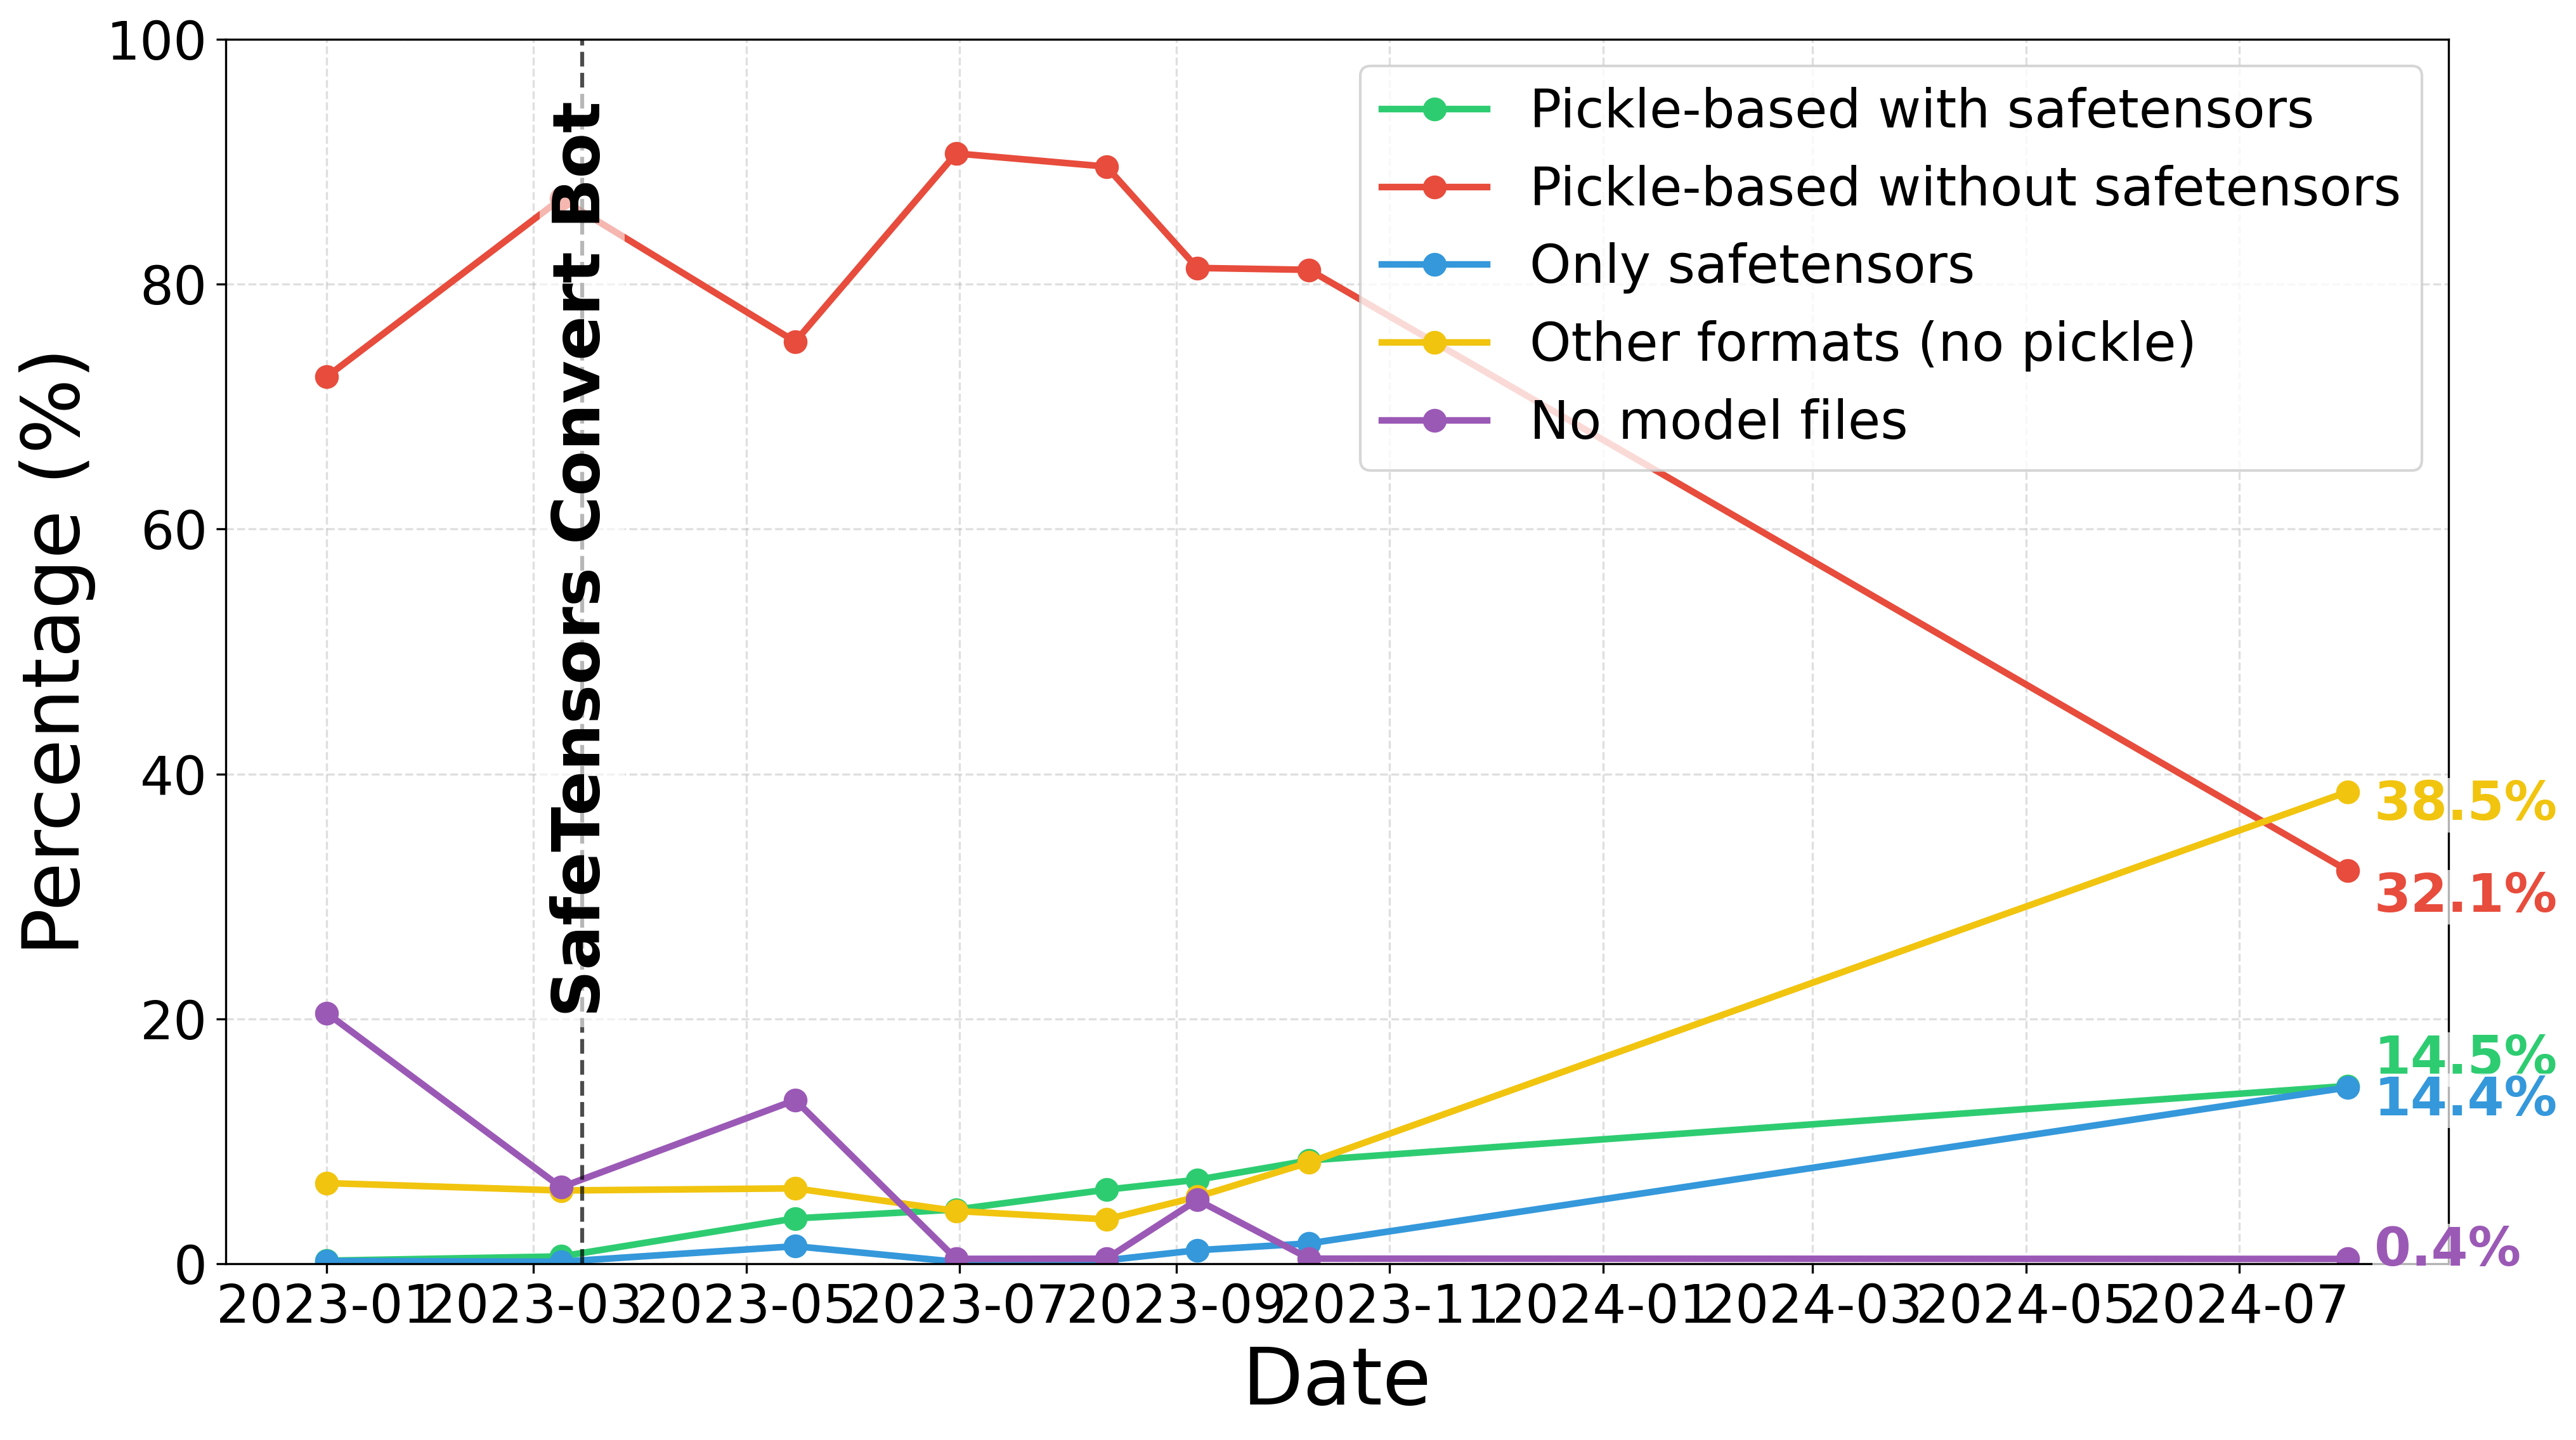 Percentage (%)
100
80
60
40
20
0
SafeTensors Convert Bot
Pickle-based with safetensors
Pickle-based without safetensors
Only safetensors
Other formats (no pickle)
No model files
38.5%
32.1%
14.5%
14.4%
0.4%
2023-01 2023-03 2023-05 2023-07 2023-09 2023-11 2024-01 2024-03 2024-05 2024-07
Date